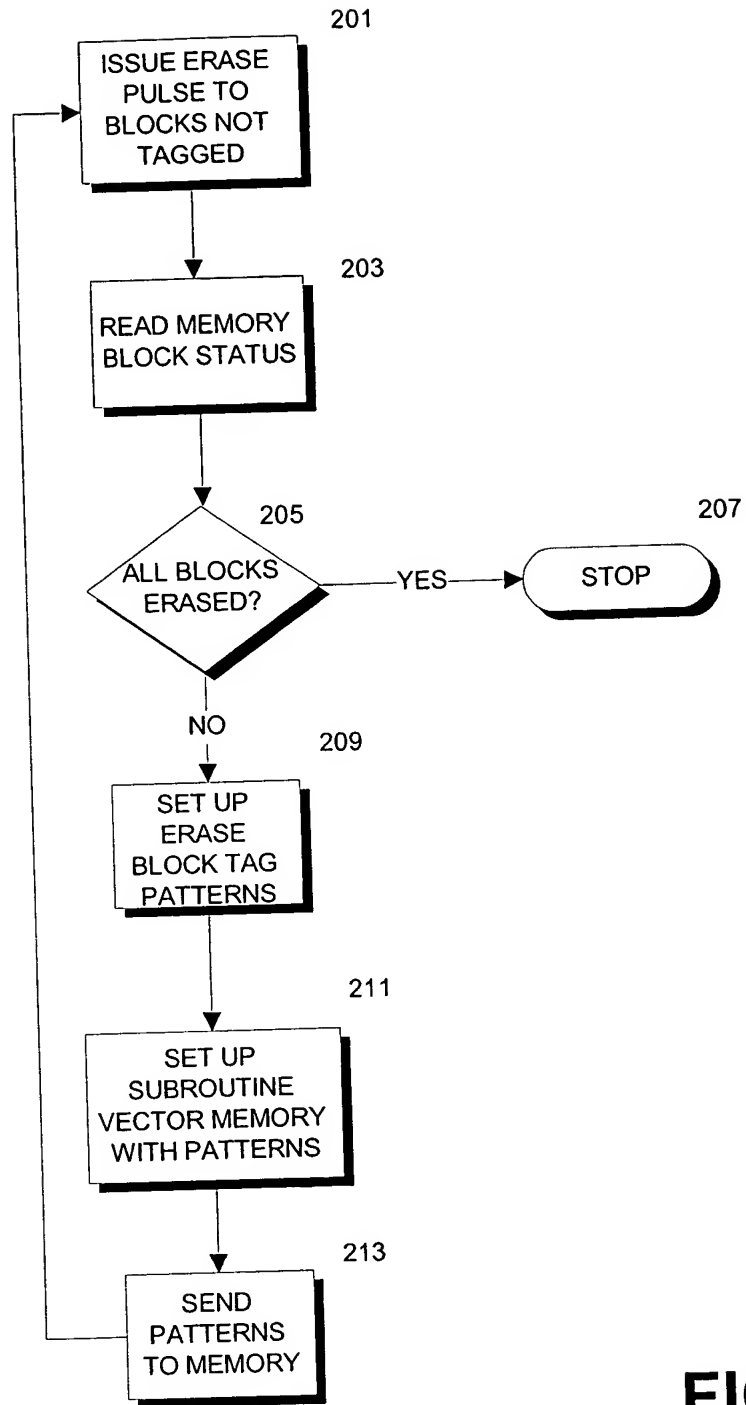 201
ISSUE ERASE
PULSE TO
BLOCKS NOT
TAGGED
203
READ MEMORY
BLOCK STATUS
205
ALL BLOCKS
ERASED?
YES
207
STOP
NO
209
SET UP
ERASE
BLOCK TAG
PATTERNS
211
SET UP
SUBROUTINE
VECTOR MEMORY
WITH PATTERNS
213
SEND
PATTERNS
TO MEMORY